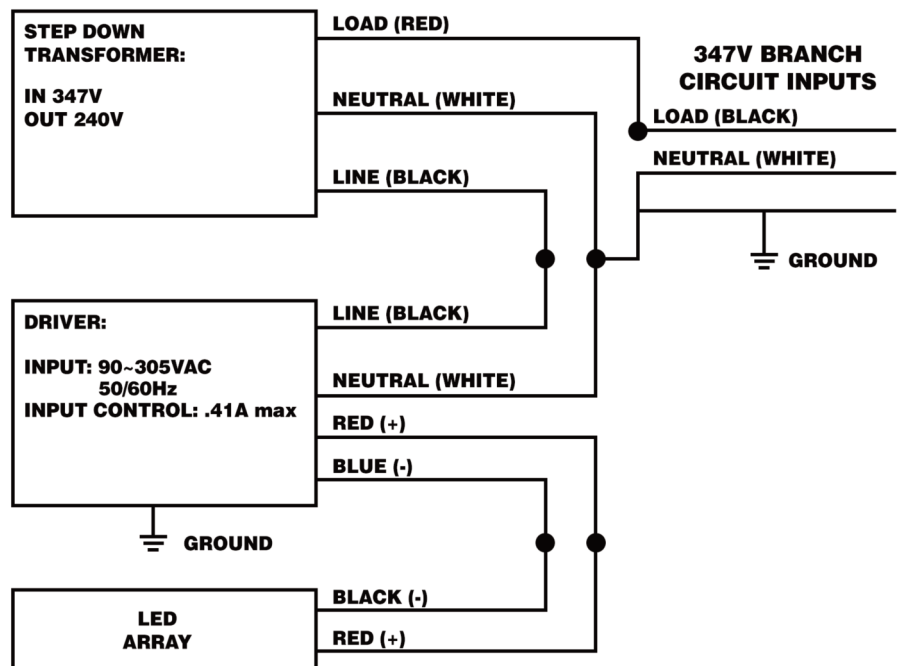 STEP DOWN
TRANSFORMER:
IN 347V
OUT 240V
LOAD (RED)
NEUTRAL (WHITE)
LINE (BLACK)
347V BRANCH
CIRCUIT INPUTS
LOAD (BLACK)
NEUTRAL (WHITE)
GROUND
DRIVER:
INPUT: 90~305VAC
50/60Hz
INPUT CONTROL: .41A max
LINE (BLACK)
NEUTRAL (WHITE)
RED (+)
BLUE (-)
GROUND
LED
ARRAY
BLACK (-)
RED (+)